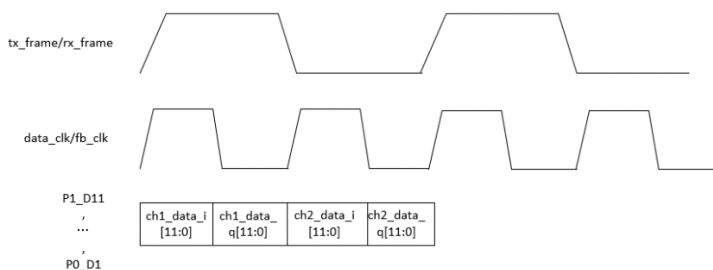 tx_frame/rx_frame
data_clk/fb_clk
P1_D11
,
...
,
P0_D1
ch1_data_i
[11:0]
ch1_data_
q[11:0]
ch2_data_i
[11:0]
ch2_data_
q[11:0]